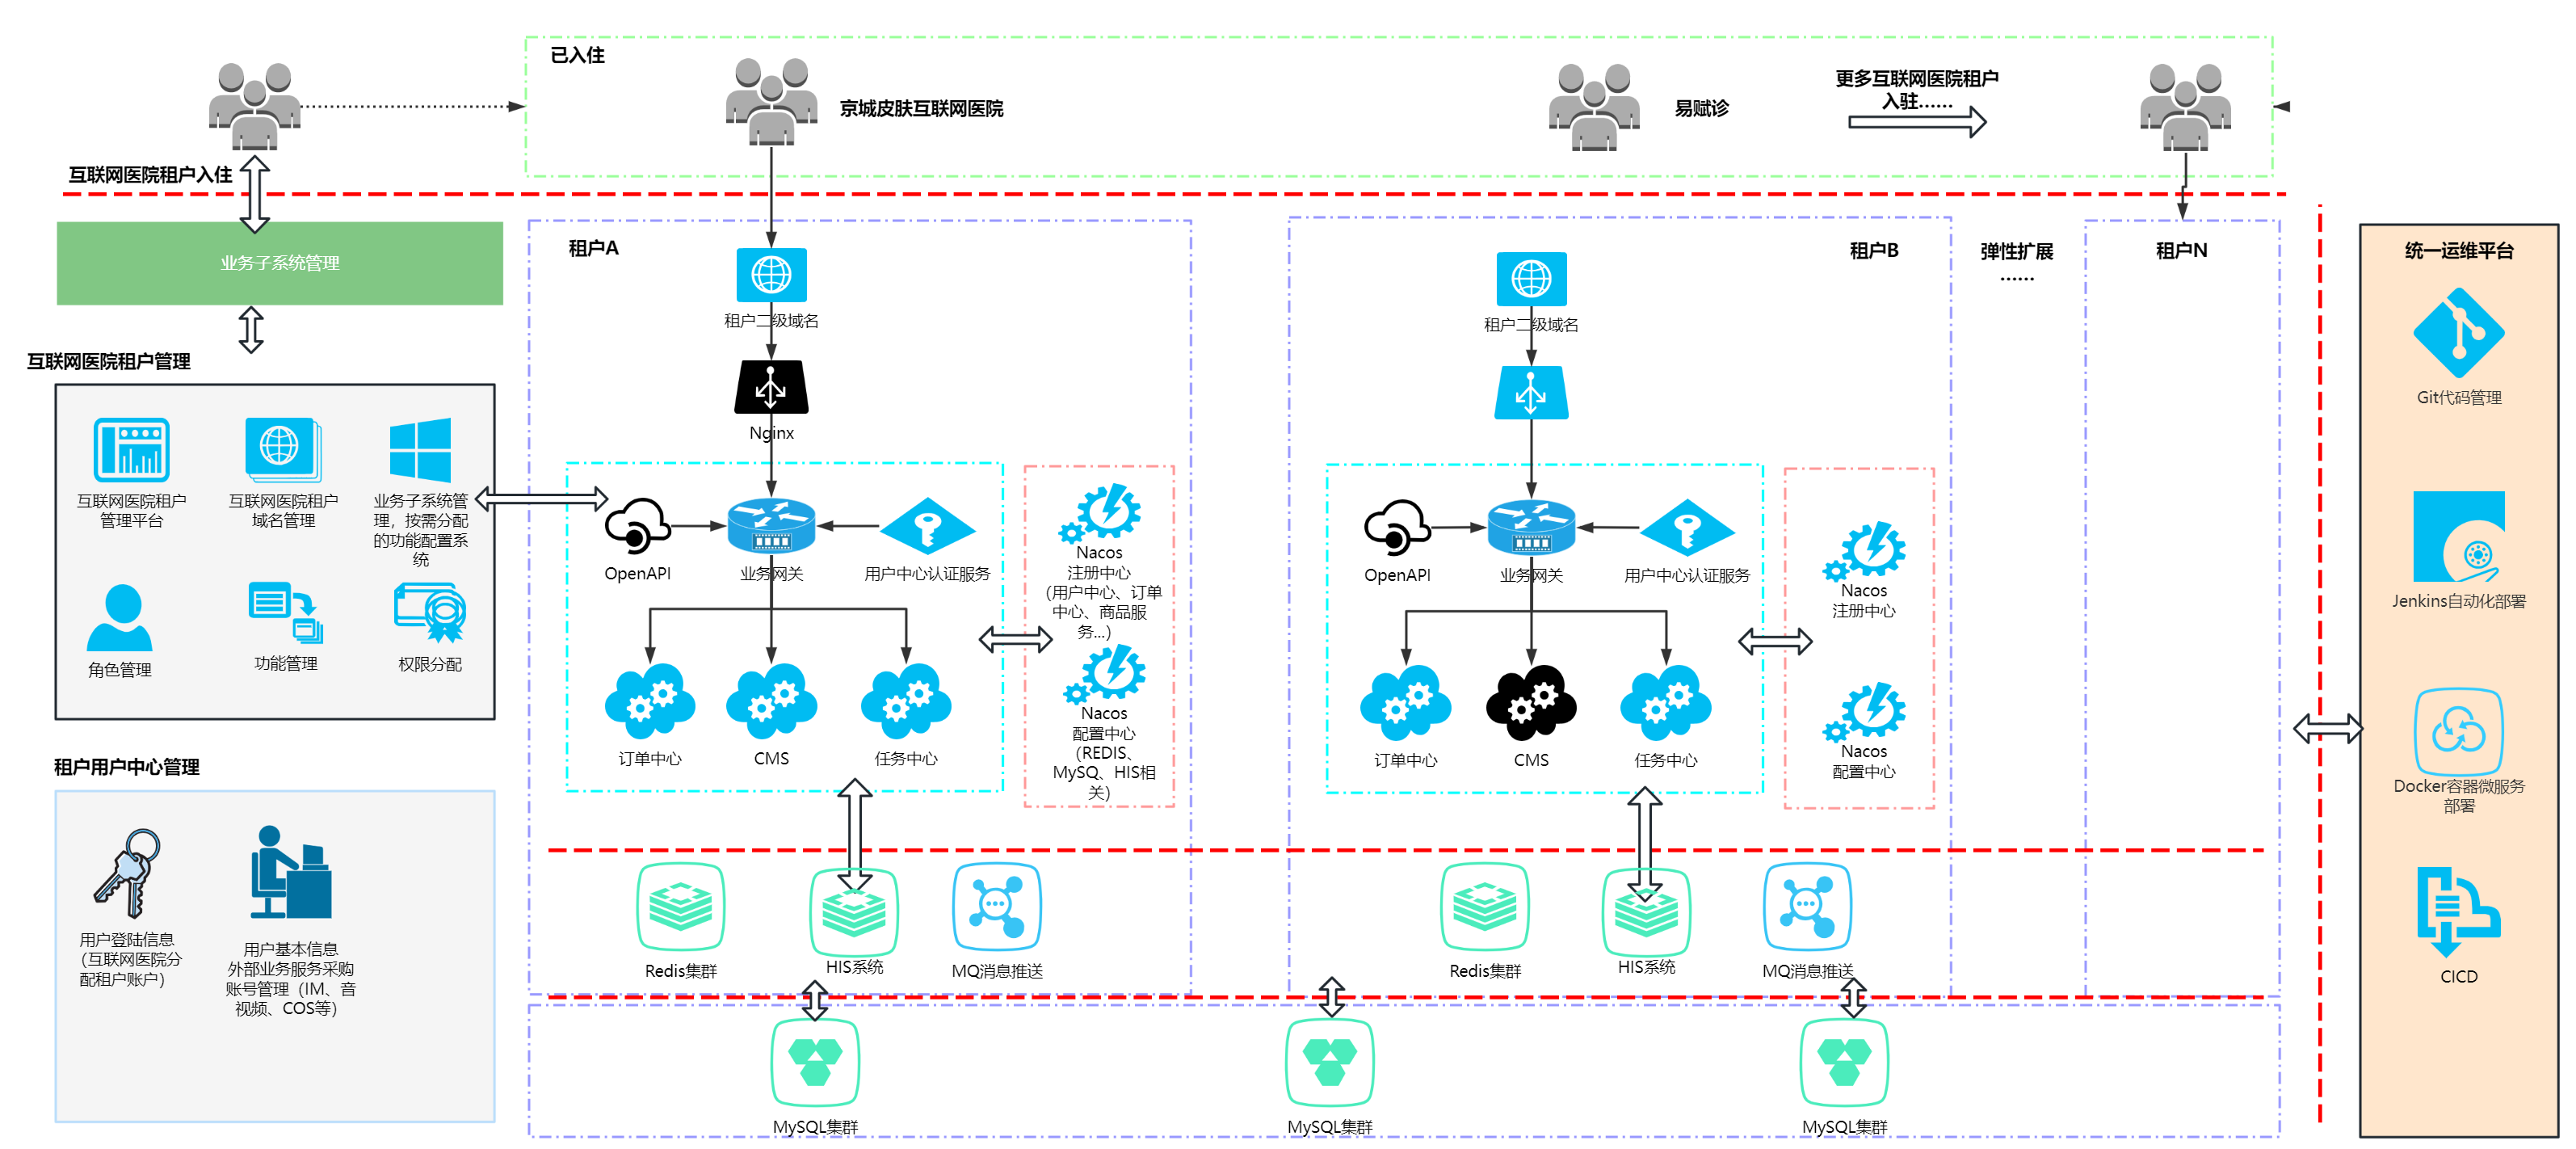 已入住
京城皮肤互联网医院
易赋诊
更多互联网医院租户
入驻......
互联网医院租户入住
业务子系统管理
互联网医院租户管理
互联网医院租户
管理平台
互联网医院租户
域名管理
业务子系统管
理，按需分配
的功能配置系
统
角色管理
功能管理
权限分配
租户用户中心管理
用户登陆信息
（互联网医院分
配租户账户）
用户基本信息
外部业务服务采购
账号管理（IM、音
视频、COS等）
租户A
租户二级域名
Nginx
OpenAPI
业务网关
用户中心认证服务
订单中心
CMS
任务中心
Nacos
注册中心
（用户中心、订单
中心、商品服
务...）
Nacos
配置中心
（REDIS、
MySQ、HIS相
关）
Redis集群
HIS系统
MQ消息推送
租户B
租户二级域名
OpenAPI
业务网关
用户中心认证服务
订单中心
CMS
任务中心
Nacos
注册中心
Nacos
配置中心
Redis集群
HIS系统
MQ消息推送
弹性扩展
......
租户N
MySQL集群
MySQL集群
MySQL集群
统一运维平台
Git代码管理
Jenkins自动化部署
Docker容器微服务
部署
CICD